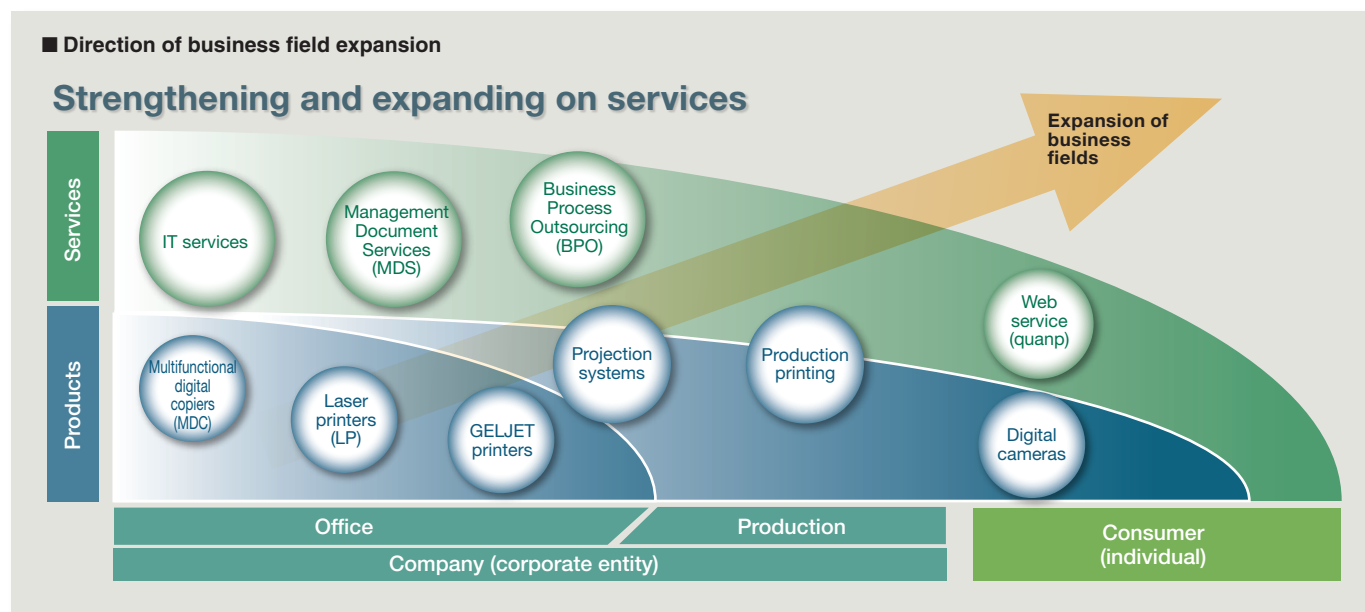 ■ Direction of business field expansion
Strengthening and expanding on services
Expansion of
business
fields
Services
IT services
Management
Document
Services
(MDS)
Business
Process
Outsourcing
(BPO)
Web
service
(quanp)
Products
Multifunctional
digital
copiers
(MDC)
Laser
printers
(LP)
GELJET
printers
Projection
systems
Production
printing
Digital
cameras
Office
Production
Company (corporate entity)
Consumer
(individual)